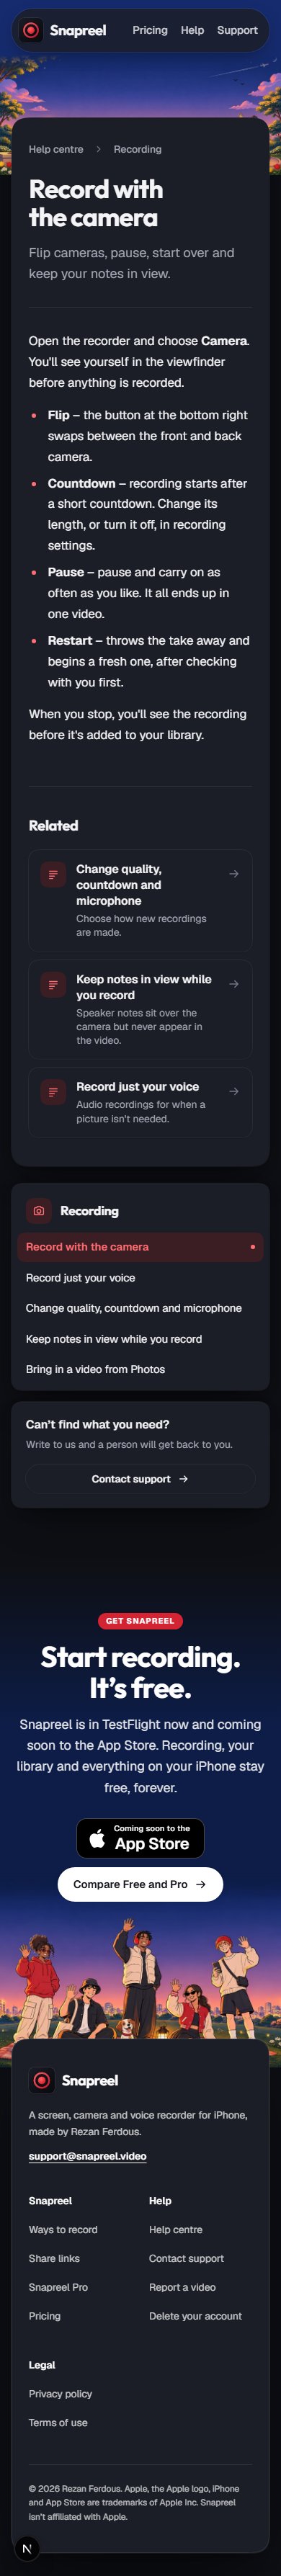 Snapreel
Pricing
Help
Support
Help centre
Recording
Record with
the camera
Flip cameras, pause, start over and
keep your notes in view.
Open the recorder and choose Camera.
You'll see yourself in the viewfinder
before anything is recorded.
Flip – the button at the bottom right
swaps between the front and back
camera.
Countdown – recording starts after
a short countdown. Change its
length, or turn it off, in recording
settings.
Pause – pause and carry on as
often as you like. It all ends up in
one video.
Restart – throws the take away and
begins a fresh one, after checking
with you first.
When you stop, you'll see the recording
before it's added to your library.
Related
Change quality,
countdown and
microphone
Choose how new recordings
are made.
Keep notes in view while
you record
Speaker notes sit over the
camera but never appear in
the video.
Record just your voice
Audio recordings for when a
picture isn't needed.
Recording
Record with the camera
Record just your voice
Change quality, countdown and microphone
Keep notes in view while you record
Bring in a video from Photos
Can't find what you need?
Write to us and a person will get back to you.
Contact support
GET SNAPREEL
Start recording.
It's free.
Snapreel is in TestFlight now and coming
soon to the App Store. Recording, your
library and everything on your iPhone stay
free, forever.
Coming soon to the
App Store
Compare Free and Pro
Snapreel
A screen, camera and voice recorder for iPhone,
made by Rezan Ferdous.
support@snapreel.video
Snapreel
Ways to record
Share links
Snapreel Pro
Pricing
Help
Help centre
Contact support
Report a video
Delete your account
Legal
Privacy policy
Terms of use
© 2026 Rezan Ferdous. Apple, the Apple logo, iPhone
and App Store are trademarks of Apple Inc. Snapreel
isn't affiliated with Apple.
N